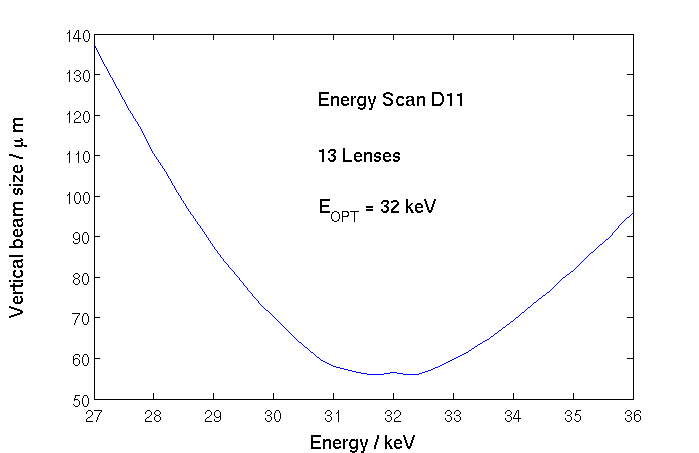 140
130
120
110
100
90
80
70
60
50
Vertical beam size / μ m
Energy Scan D11
13 Lenses
E_OPT = 32 keV
27 28 29 30 31 32 33 34 35 36
Energy / keV